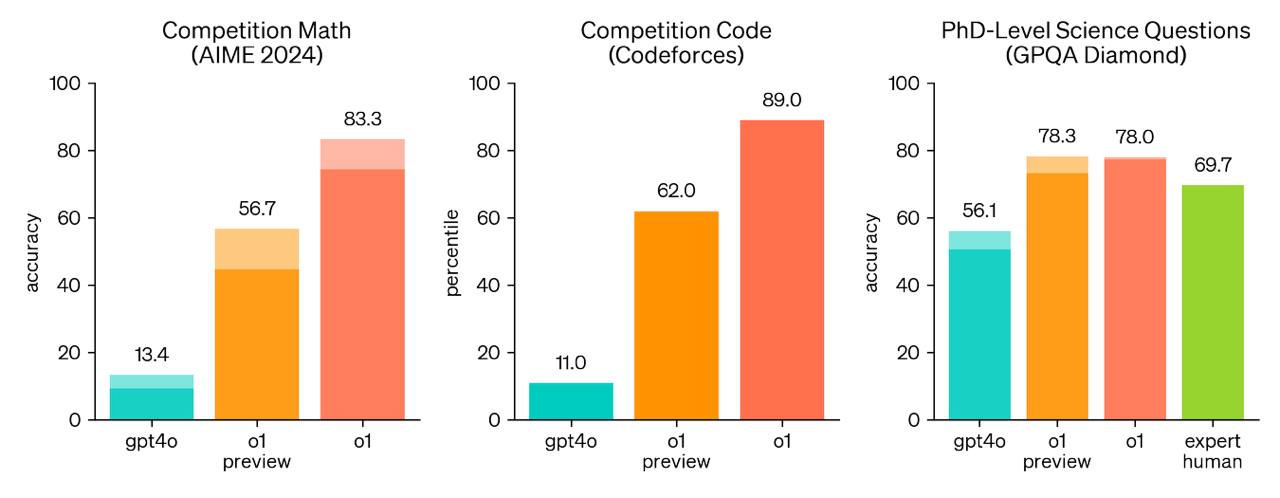 Competition Math
(AIME 2024)
100
80
60
40
20
0
accuracy
13.4
56.7
83.3
gpt4o
o1
preview
o1
Competition Code
(Codeforces)
100
80
60
40
20
0
percentile
11.0
62.0
89.0
gpt4o
o1
preview
o1
PhD-Level Science Questions
(GPQA Diamond)
100
80
60
40
20
0
accuracy
56.1
78.3
78.0
69.7
gpt4o
o1
preview
o1
expert
human